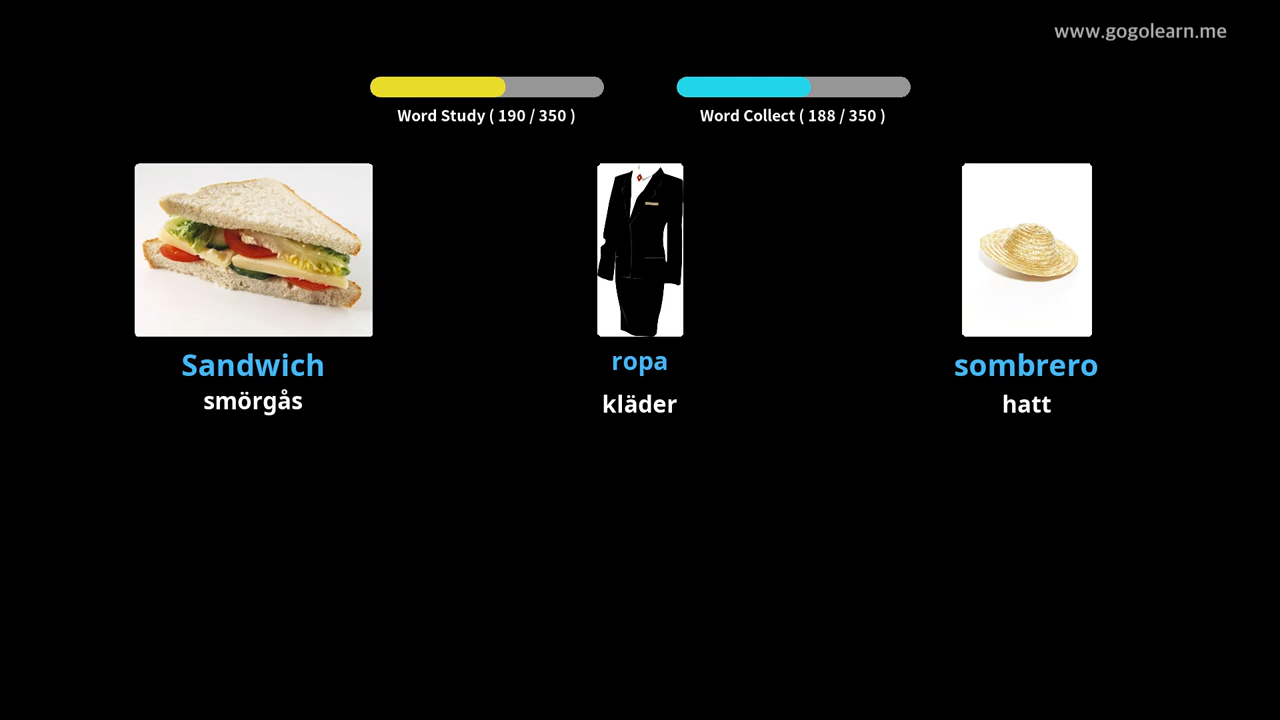 www.gogolearn.me
Word Study ( 190 / 350 )
Word Collect ( 188 / 350 )
Sandwich
smörgås
ropa
kläder
sombrero
hatt